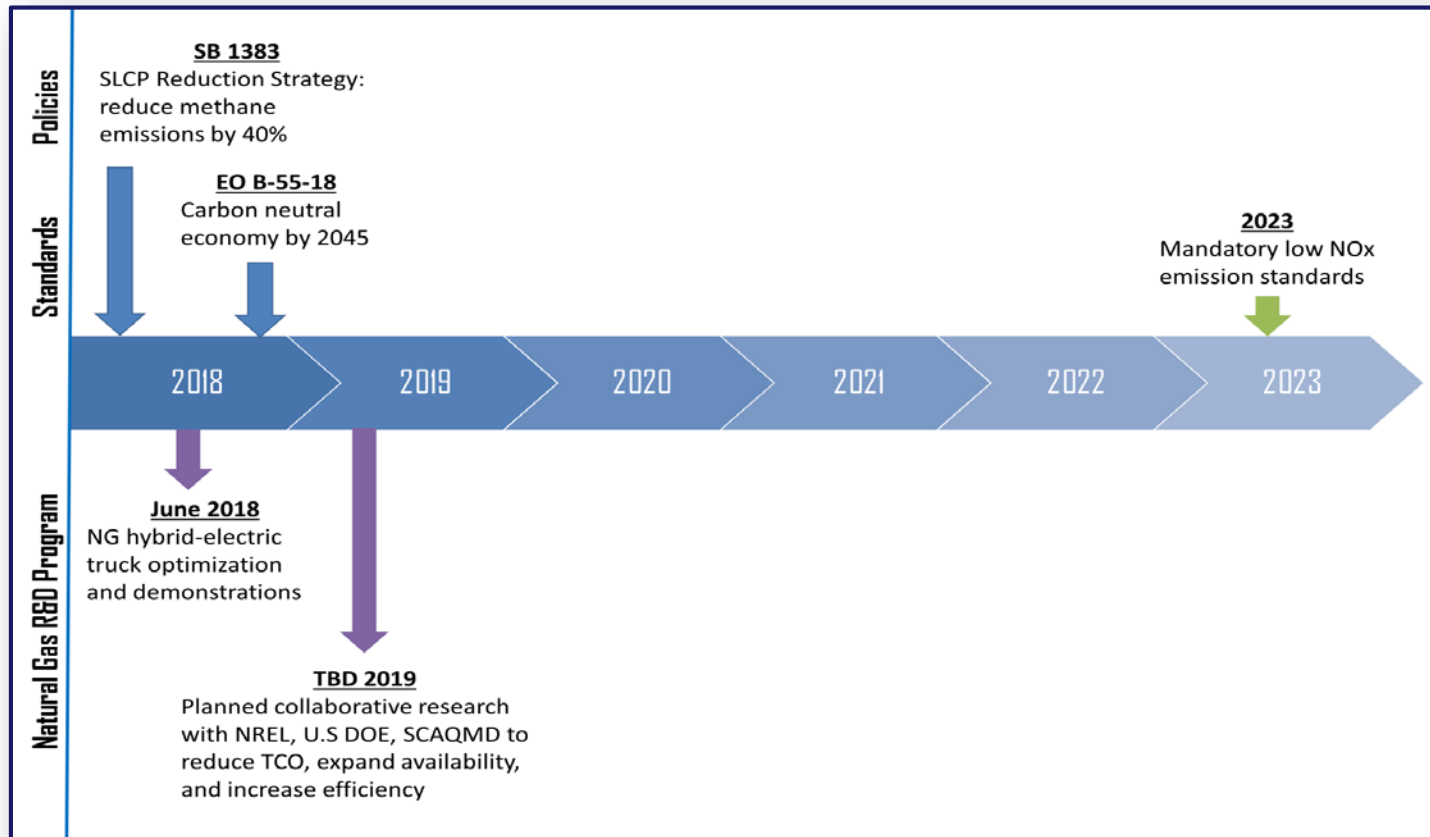 Policies
Standards
Natural Gas R&D Program
SB 1383
SLCP Reduction Strategy:
reduce methane
emissions by 40%
EO B-55-18
Carbon neutral
economy by 2045
2023
Mandatory low NOx
emission standards
2018
2019
2020
2021
2022
2023
June 2018
NG hybrid-electric
truck optimization
and demonstrations
TBD 2019
Planned collaborative research
with NREL, U.S DOE, SCAQMD to
reduce TCO, expand availability,
and increase efficiency